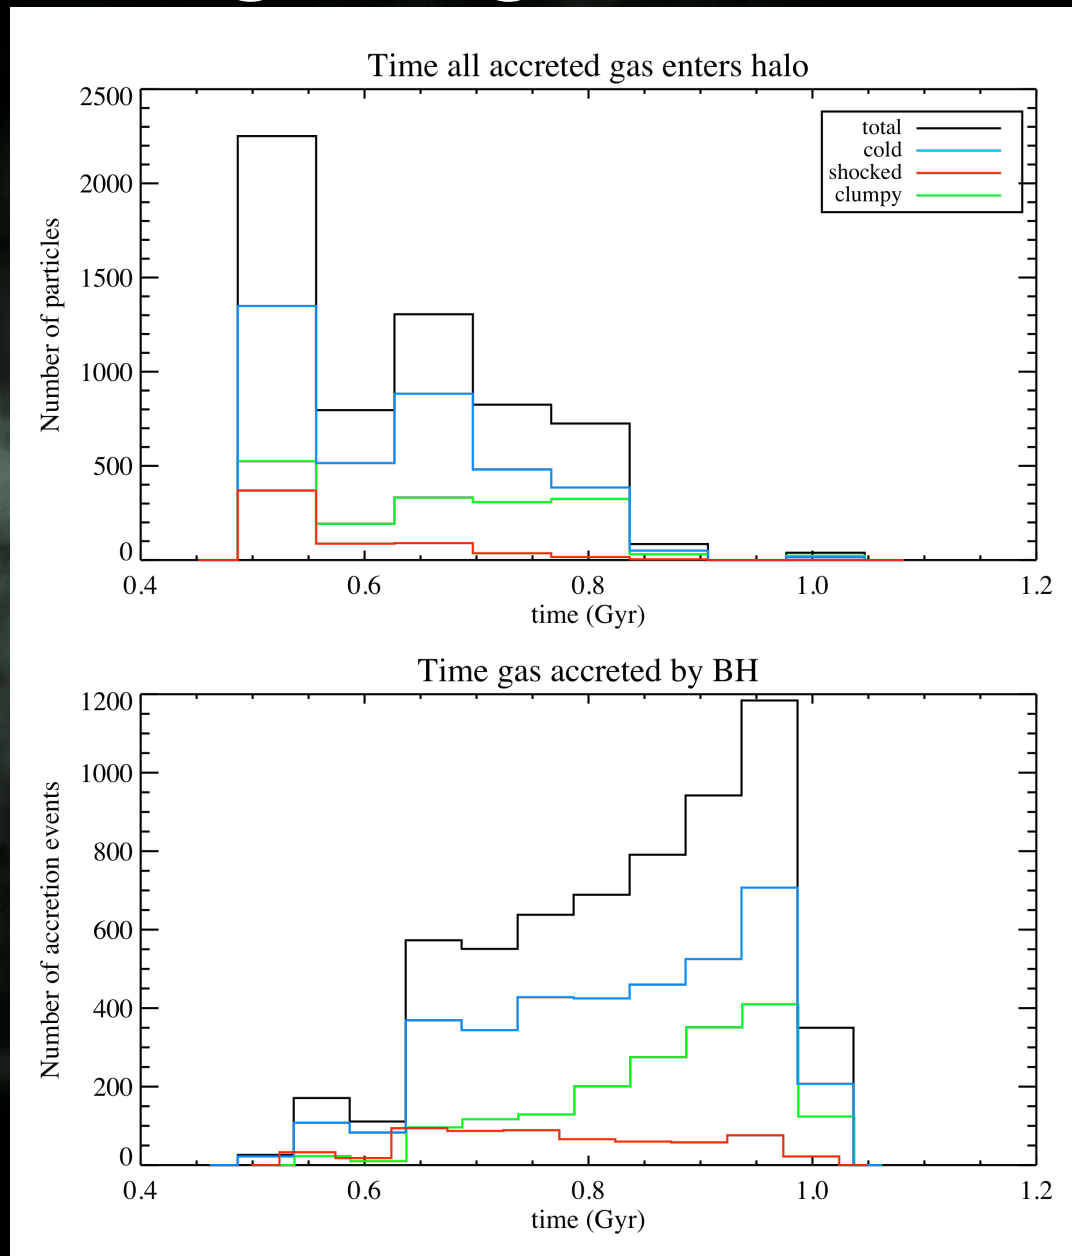 Time all accreted gas enters halo
2500
2000
1500
1000
500
0
Number of particles
total
cold
shocked
clumpy
0.4 0.6 0.8 1.0 1.2
time (Gyr)
Time gas accreted by BH
1200
1000
800
600
400
200
0
Number of accretion events
0.4 0.6 0.8 1.0 1.2
time (Gyr)